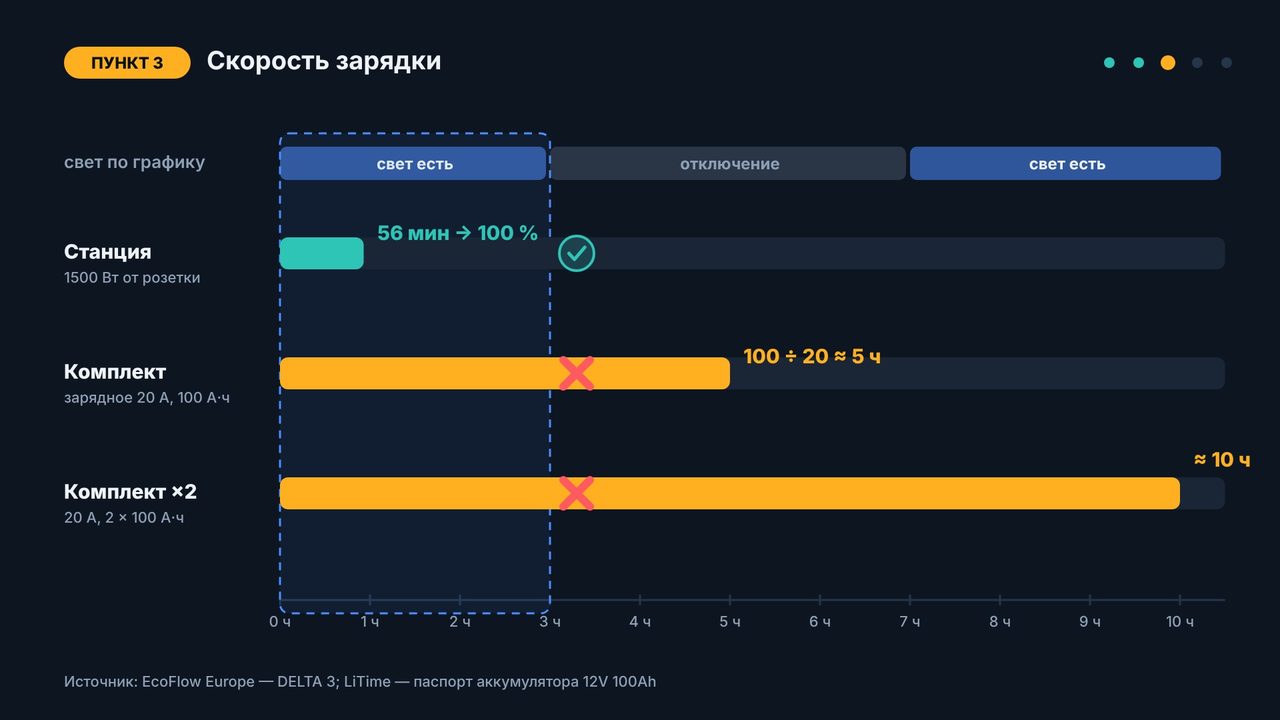 ПУНКТ 3
Скорость зарядки
свет по графику
свет есть
отключение
свет есть
56 мин → 100 %
Станция
1500 Вт от розетки
100 ÷ 20 ≈ 5 ч
Комплект
зарядное 20 А, 100 А·ч
≈ 10 ч
Комплект ×2
20 А, 2 × 100 А·ч
0 ч 1 ч 2 ч 3 ч 4 ч 5 ч 6 ч 7 ч 8 ч 9 ч 10 ч
Источник: EcoFlow Europe — DELTA 3; LiTime — паспорт аккумулятора 12V 100Ah